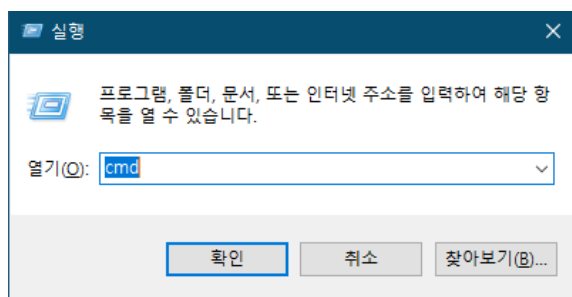 실행
프로그램, 폴더, 문서, 또는 인터넷 주소를 입력하여 해당 항
목을 열 수 있습니다.
열기(O): cmd
확인 취소 찾아보기(B)...